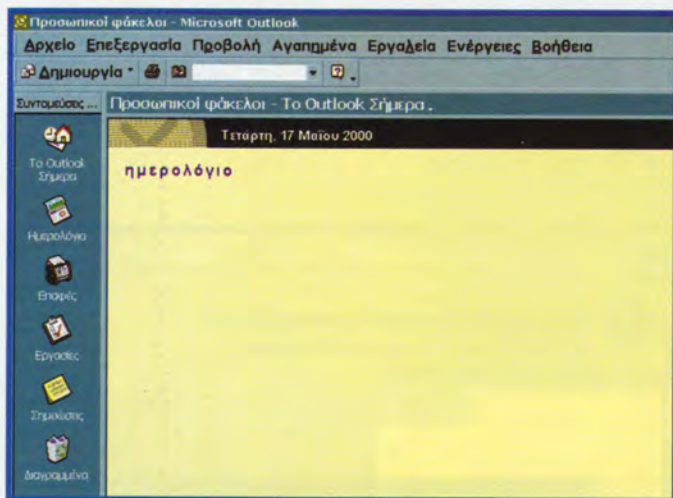 Προσωπικοί φάκελοι - Microsoft Outlook
Αρχείο Επεξεργασία Προβολή Αγαπημένα Εργαλεία Ενέργειες Βοήθεια
Δημιουργία
Συντομεύσεις ...
Προσωπικοί φάκελοι - Το Outlook Σήμερα .
Τετάρτη, 17 Μαΐου 2000
ημερολόγιο
Το Outlook
Σήμερα
Ημερολόγιο
Επαφές
Εργασίες
Σημειώσεις
Διαγραμμένα